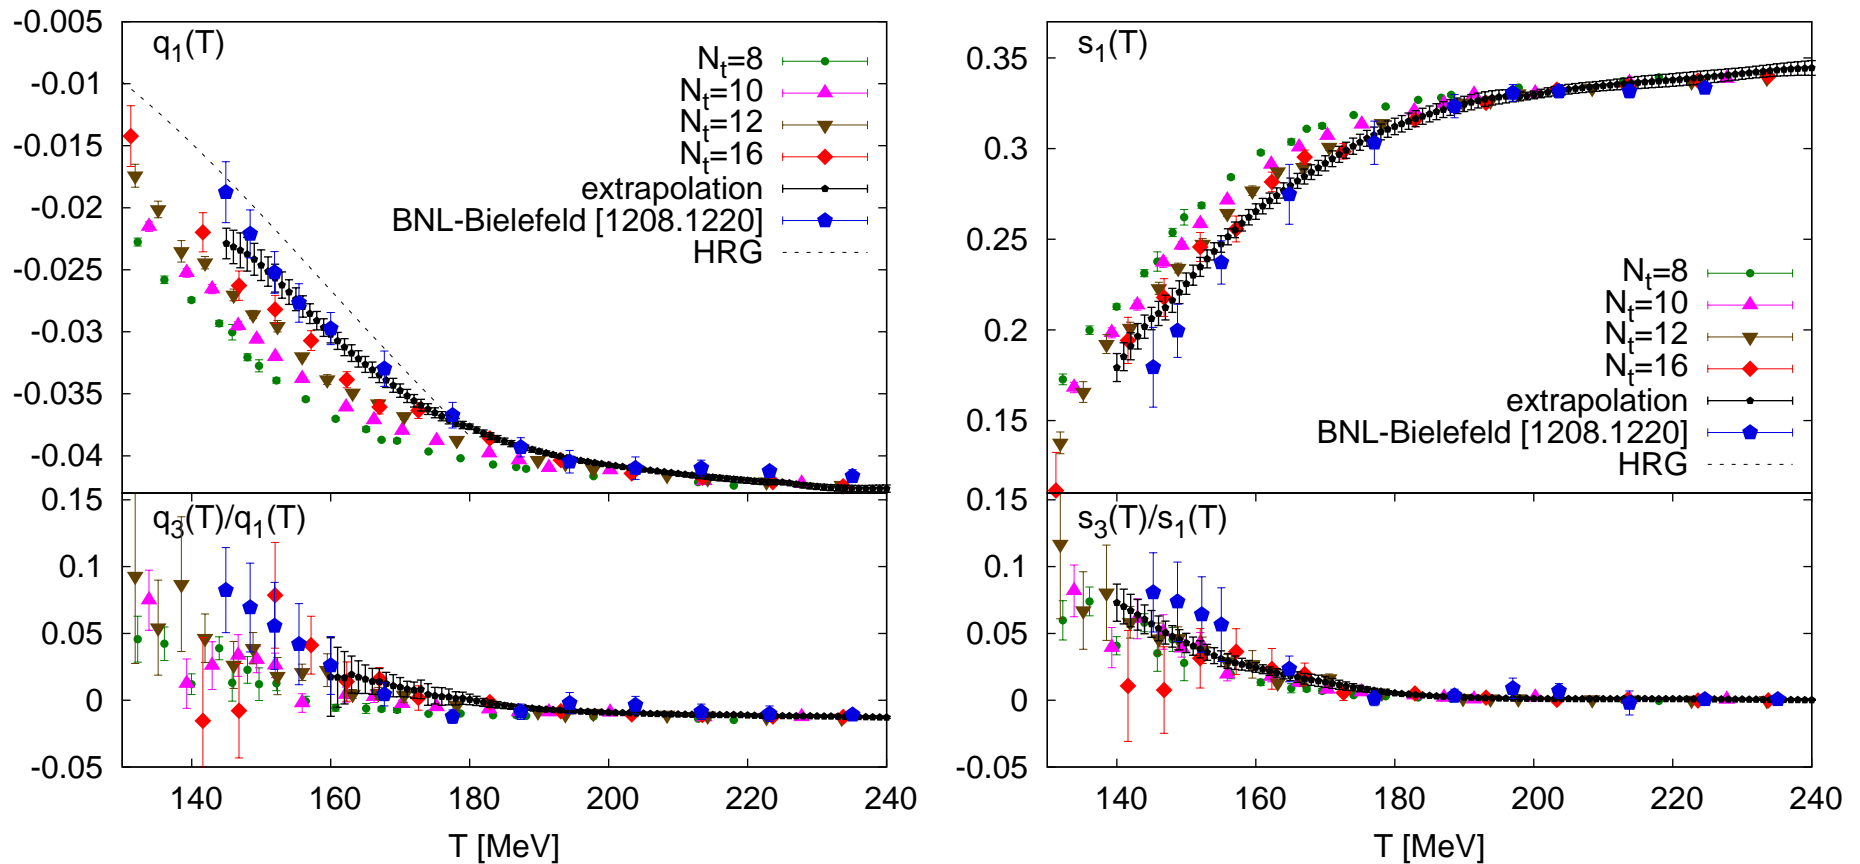 q1(T)
-0.005
-0.01
-0.015
-0.02
-0.025
-0.03
-0.035
-0.04
Nt=8
Nt=10
Nt=12
Nt=16
extrapolation
BNL-Bielefeld [1208.1220]
HRG
q3(T)/q1(T)
0.15
0.1
0.05
0
-0.05
140 160 180 200 220 240
T [MeV]
s1(T)
0.35
0.3
0.25
0.2
0.15
Nt=8
Nt=10
Nt=12
Nt=16
extrapolation
BNL-Bielefeld [1208.1220]
HRG
s3(T)/s1(T)
0.15
0.1
0.05
0
-0.05
140 160 180 200 220 240
T [MeV]